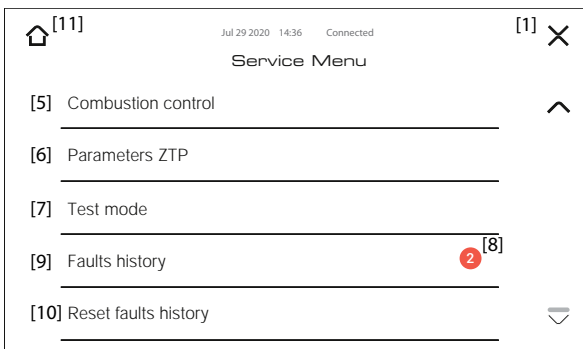 [11] Jul 29 2020 14:36 Connected [1]
Service Menu
[5] Combustion control
[6] Parameters ZTP
[7] Test mode
[8]
[9] Faults history 2
[10] Reset faults history